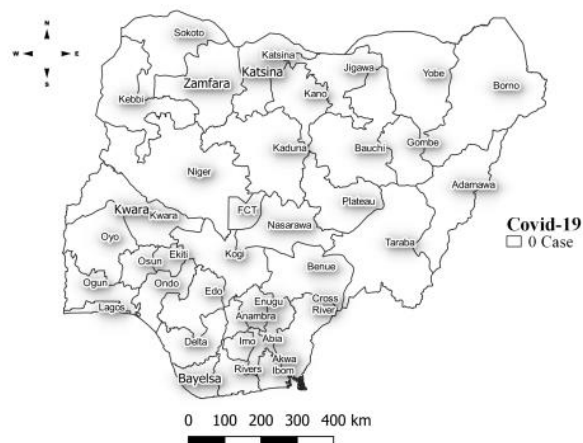 N
W E
S
Sokoto
Katsina
Zamfara
Katsina
Jigawa
Yobe
Borno
Kebbi
Kano
Kaduna
Bauchi
Gombe
Niger
Adamawa
Plateau
FCT
Kwara
Kwara
Nasarawa
Covid-19
0 Case
Oyo
Osun
Ekiti
Kogi
Taraba
Benue
Ogun
Ondo
Edo
Enugu
Cross
River
Lagos
Anambra
Delta
Imo
Abia
Akwa
Ibom
Bayelsa
Rivers
0 100 200 300 400 km